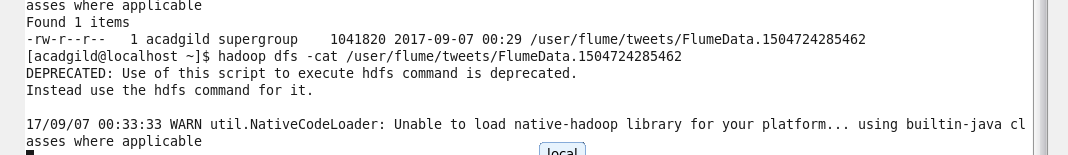 asses where applicable
Found 1 items
-rw-r--r--   1 acadgild supergroup    1041820 2017-09-07 00:29 /user/flume/tweets/FlumeData.1504724285462
[acadgild@localhost ~]$ hadoop dfs -cat /user/flume/tweets/FlumeData.1504724285462
DEPRECATED: Use of this script to execute hdfs command is deprecated.
Instead use the hdfs command for it.
17/09/07 00:33:33 WARN util.NativeCodeLoader: Unable to load native-hadoop library for your platform... using builtin-java cl
asses where applicable
local